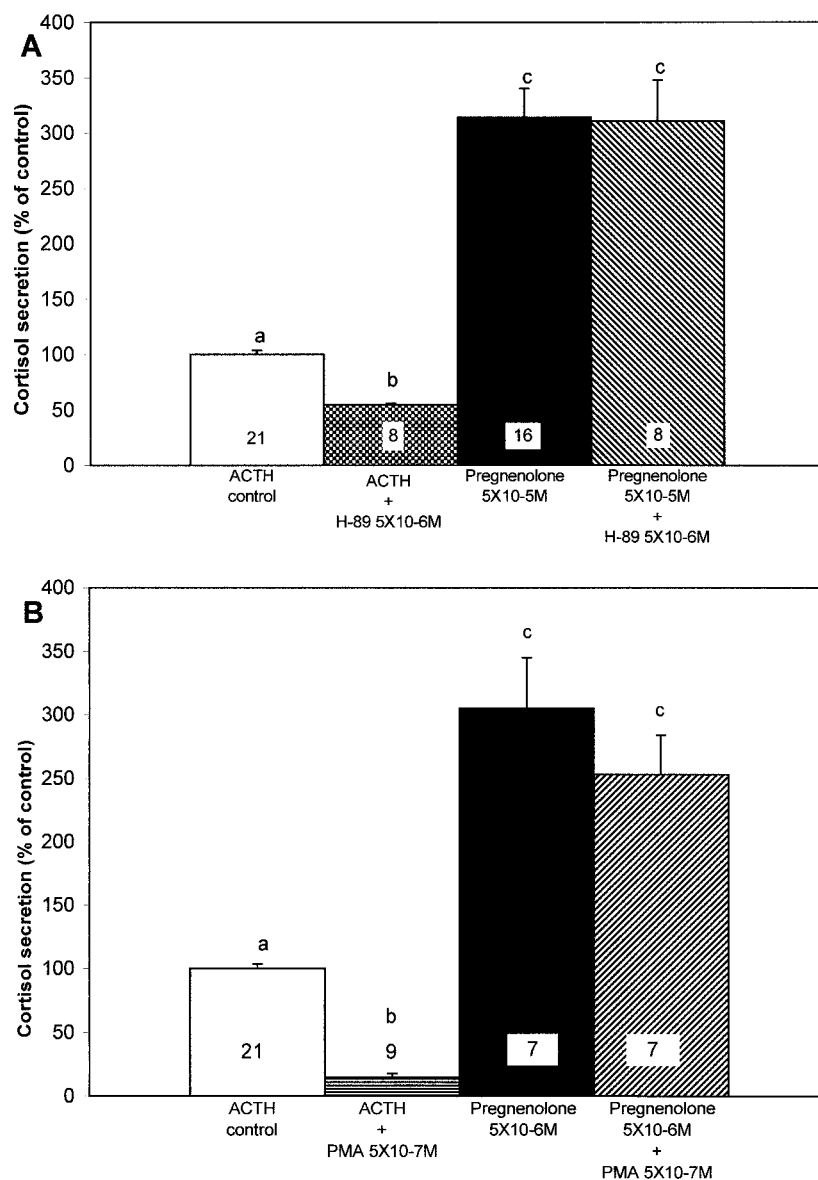 A
Cortisol secretion (% of control)
400
350
300
250
200
150
100
50
0
a
b
c
c
21
8
16
8
ACTH
control
ACTH
+
H-89 5X10-6M
Pregnenolone
5X10-5M
Pregnenolone
5X10-5M
+
H-89 5X10-6M
B
Cortisol secretion (% of control)
400
350
300
250
200
150
100
50
0
a
b
c
c
21
9
7
7
ACTH
control
ACTH
+
PMA 5X10-7M
Pregnenolone
5X10-6M
Pregnenolone
5X10-6M
+
PMA 5X10-7M